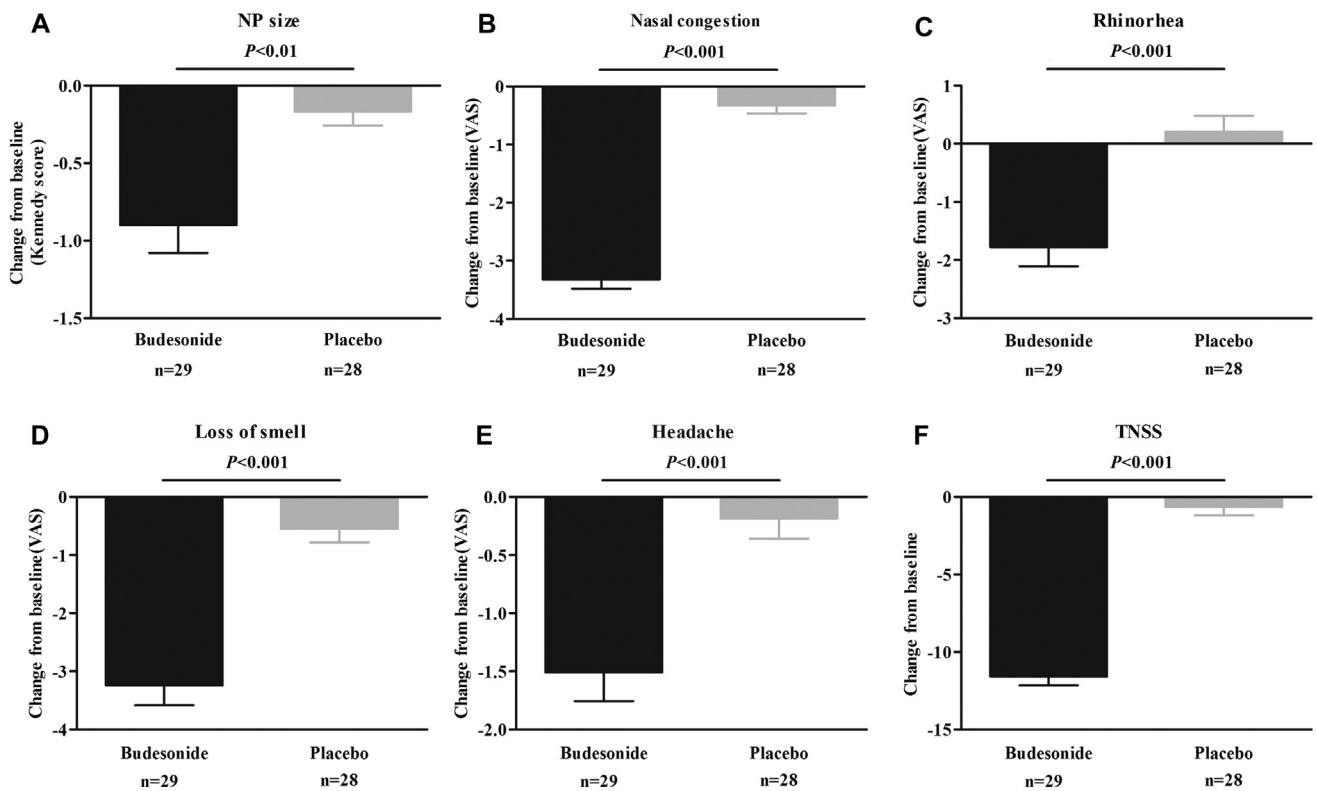 A
NP size
P<0.01
0.0
-0.5
-1.0
-1.5
Change from baseline
(Kennedy score)
Budesonide
Placebo
n=29
n=28
B
Nasal congestion
P<0.001
0
-1
-2
-3
-4
Change from baseline(VAS)
Budesonide
Placebo
n=29
n=28
C
Rhinorhea
P<0.001
1
0
-1
-2
-3
Change from baseline(VAS)
Budesonide
Placebo
n=29
n=28
D
Loss of smell
P<0.001
0
-1
-2
-3
-4
Change from baseline(VAS)
Budesonide
Placebo
n=29
n=28
E
Headache
P<0.001
0.0
-0.5
-1.0
-1.5
-2.0
Change from baseline(VAS)
Budesonide
Placebo
n=29
n=28
F
TNSS
P<0.001
0
-5
-10
-15
Change from baseline
Budesonide
Placebo
n=29
n=28